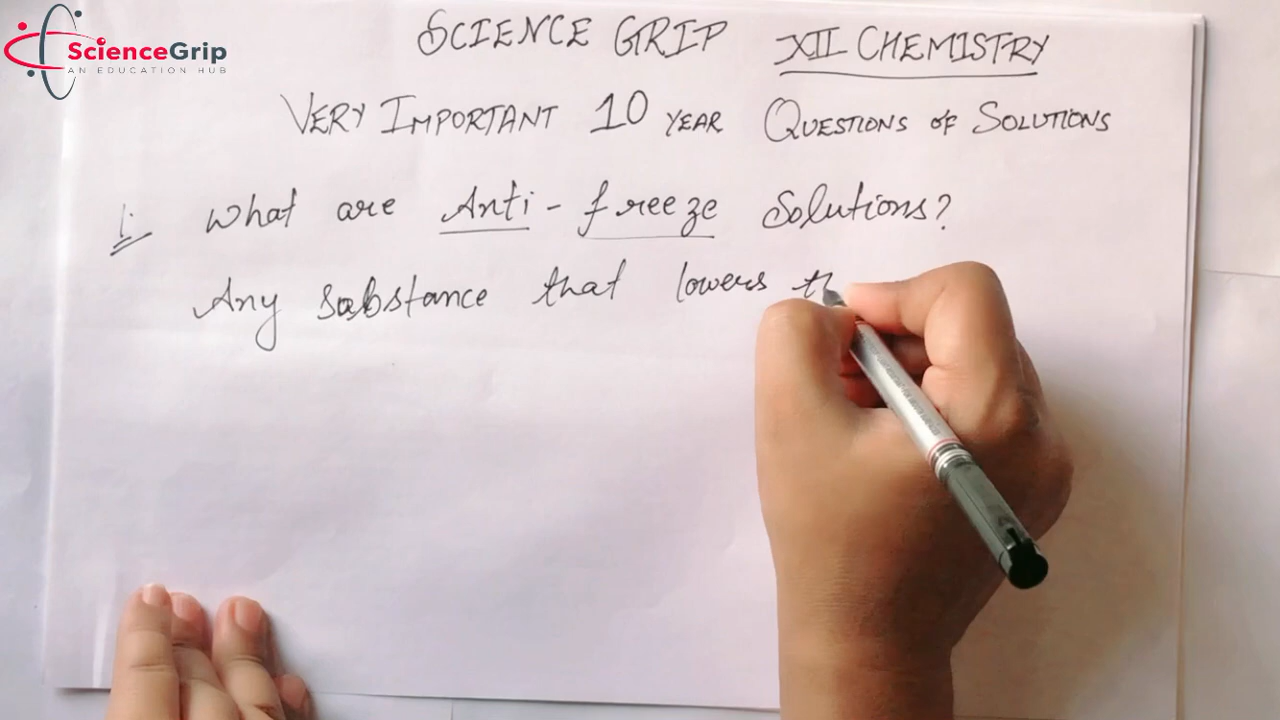 ScienceGrip
AN EDUCATION HUB
SCIENCE GRIP XII CHEMISTRY
VERY IMPORTANT 10 YEAR QUESTIONS OF SOLUTIONS
1. What are Anti-freeze Solutions?
Any substance that lowers th